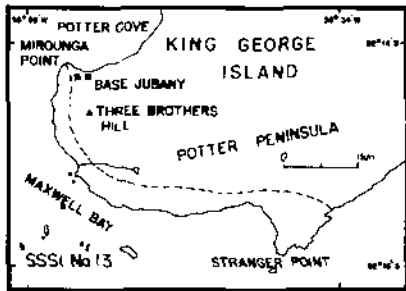 POTTER COVE
MIROUNGA
POINT
KING GEORGE
ISLAND
BASE JUBANY
THREE BROTHERS
HILL
POTTER PENINSULA
0
MAXWELL BAY
SSSI No 13
STRANGER POINT